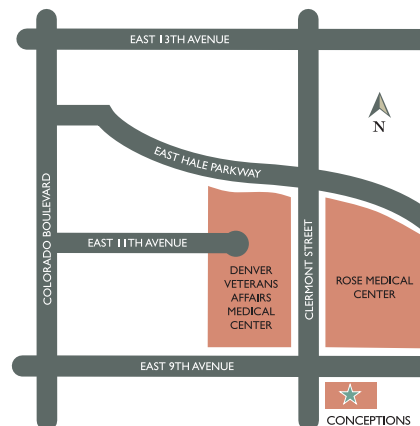 EAST 13TH AVENUE
N
EAST HALE PARKWAY
COLORADO BOULEVARD
EAST 11TH AVENUE
CLERMONT STREET
DENVER
VETERANS
AFFAIRS
MEDICAL
CENTER
ROSE MEDICAL
CENTER
EAST 9TH AVENUE
CONCEPTIONS